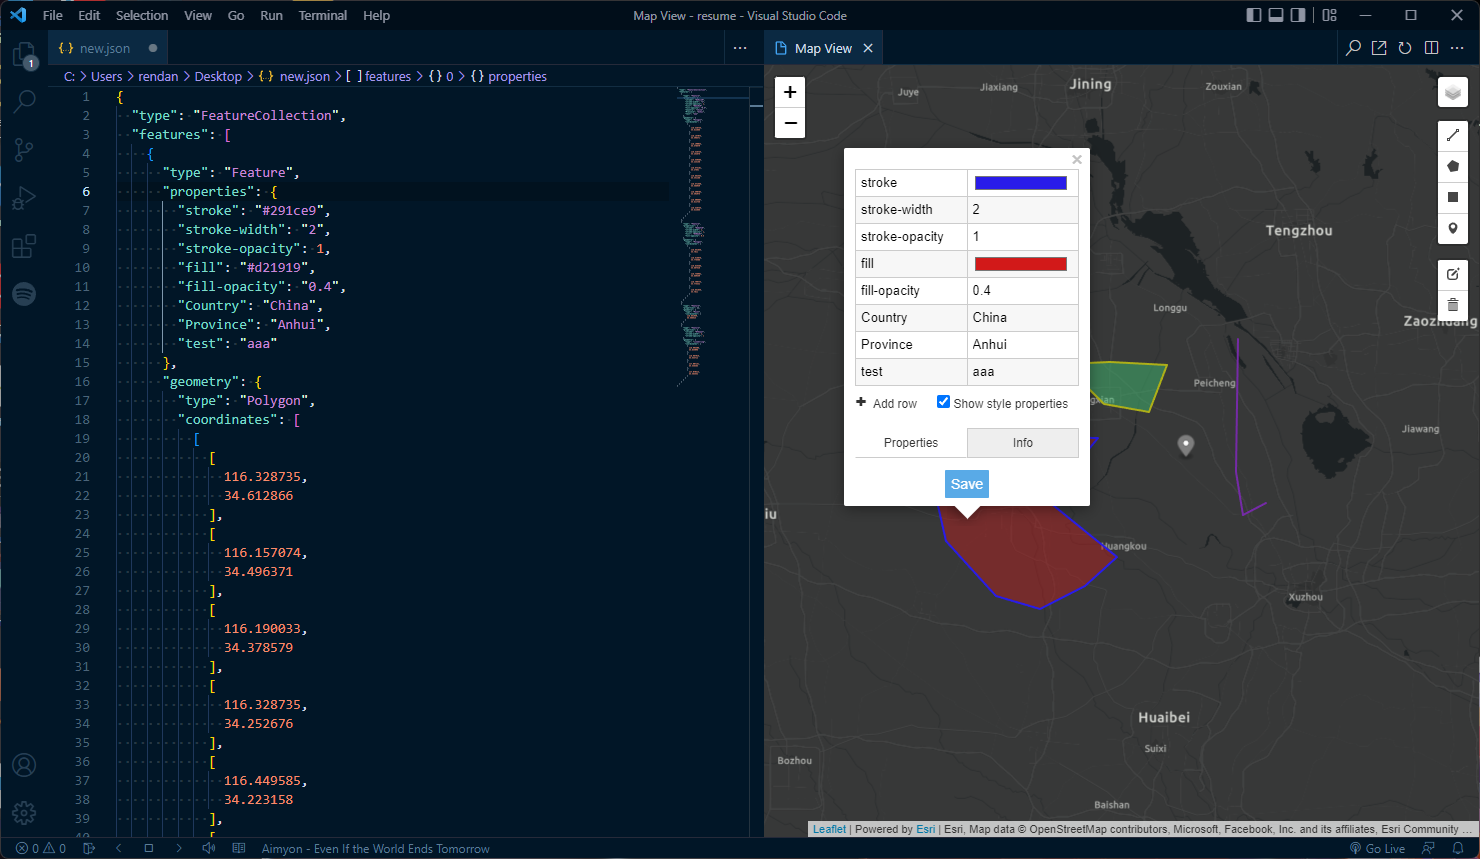 File Edit Selection View Go Run Terminal Help
Map View - resume - Visual Studio Code
new.json
Map View
C: > Users > rendan > Desktop > {..} new.json > [ ] features > { } 0 > { } properties
1 {
2 "type": "FeatureCollection",
3 "features": [
4 {
5 "type": "Feature",
6 "properties": {
7 "stroke": "#291ce9",
8 "stroke-width": "2",
9 "stroke-opacity": 1,
10 "fill": "#d21919",
11 "fill-opacity": "0.4",
12 "Country": "China",
13 "Province": "Anhui",
14 "test": "aaa"
15 },
16 "geometry": {
17 "type": "Polygon",
18 "coordinates": [
19 [
20 [
21 116.328735,
22 34.612866
23 ],
24 [
25 116.157074,
26 34.496371
27 ],
28 [
29 116.190033,
30 34.378579
31 ],
32 [
33 116.328735,
34 34.252676
35 ],
36 [
37 116.449585,
38 34.223158
39 ],
40 [
1
+
−
Juye
Jiaxiang
Jining
Zouxian
Tengzhou
Longgu
Zaozhuang
Peicheng
Jiawang
Huangkou
Xuzhou
Huaibei
Suixi
Bozhou
Baishan
stroke
stroke-width 2
stroke-opacity 1
fill
fill-opacity 0.4
Country China
Province Anhui
test aaa
Add row
Show style properties
Properties
Info
Save
Leaflet | Powered by Esri | Esri, Map data © OpenStreetMap contributors, Microsoft, Facebook, Inc. and its affiliates, Esri Community ...
0 0
Aimyon - Even If the World Ends Tomorrow
Go Live